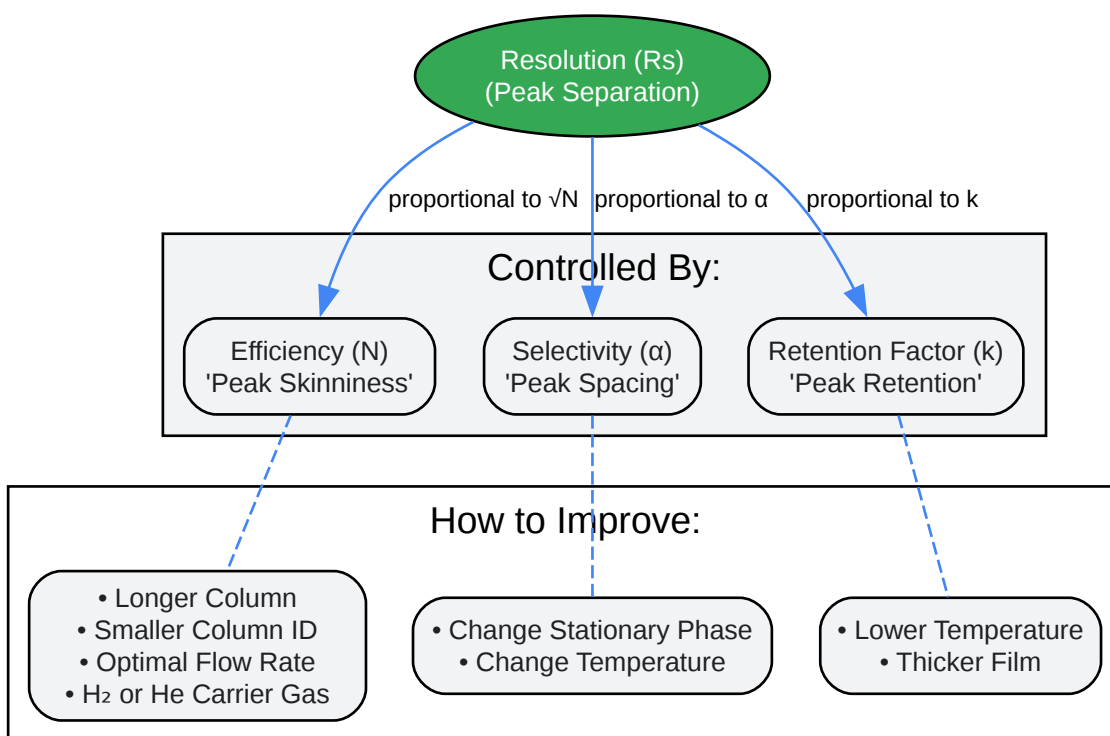 Resolution (Rs)
(Peak Separation)
proportional to √N
proportional to α
proportional to k
Controlled By:
Efficiency (N)
'Peak Skinniness'
Selectivity (α)
'Peak Spacing'
Retention Factor (k)
'Peak Retention'
How to Improve:
• Longer Column
• Smaller Column ID
• Optimal Flow Rate
• H₂ or He Carrier Gas
• Change Stationary Phase
• Change Temperature
• Lower Temperature
• Thicker Film